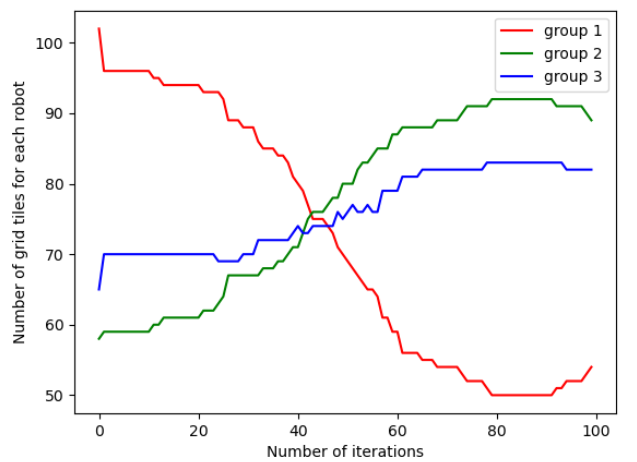 group 1
group 2
group 3
Number of grid tiles for each robot
100
90
80
70
60
50
0 20 40 60 80 100
Number of iterations